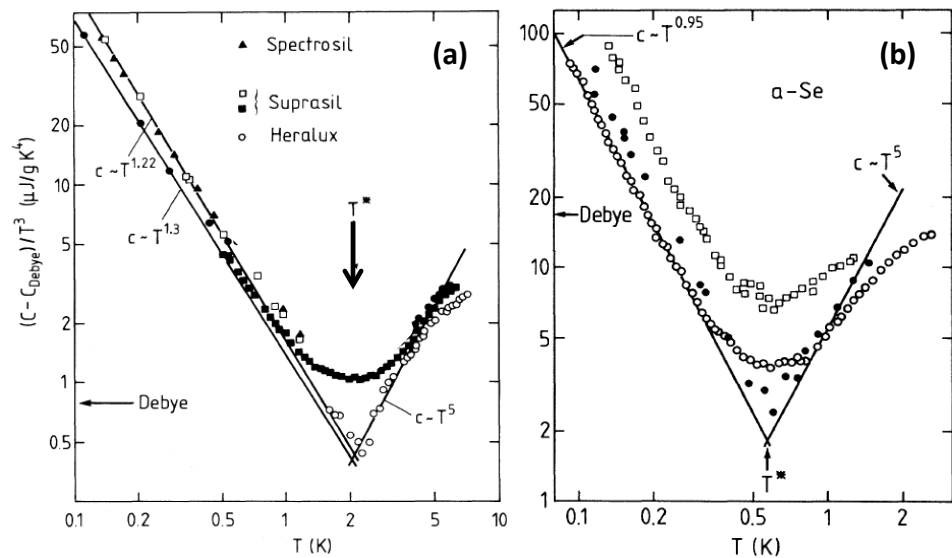 (a)
▲ Spectrosil
□
■ } Suprasil
○ Heralux
c~T^1.22
c~T^1.3
T*
c~T^5
Debye
(C - C_Debye)/T^3 (μJ/gK^4)
50
20
10
5
2
1
0.5
0.1 0.2 0.5 1 2 5 10
T (K)
(b)
c~T^0.95
a-Se
c~T^5
Debye
T*
100
50
20
10
5
2
1
0.1 0.2 0.5 1 2
T (K)